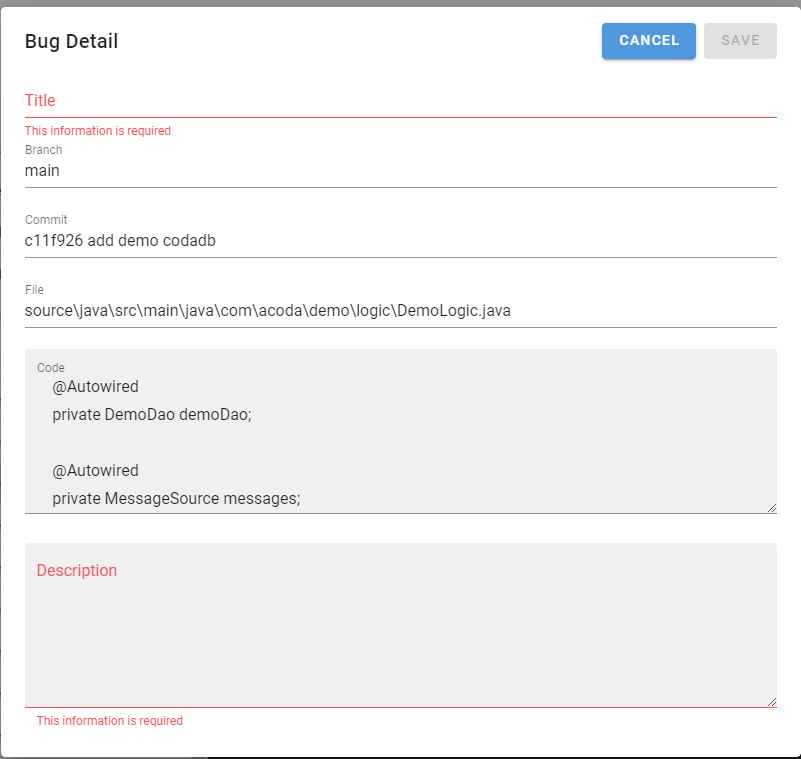 Bug Detail
CANCEL
SAVE
Title
This information is required
Branch
main
Commit
c11f926 add demo codadb
File
source\java\src\main\java\com\acoda\demo\logic\DemoLogic.java
Code
@Autowired
private DemoDao demoDao;
@Autowired
private MessageSource messages;
Description
This information is required